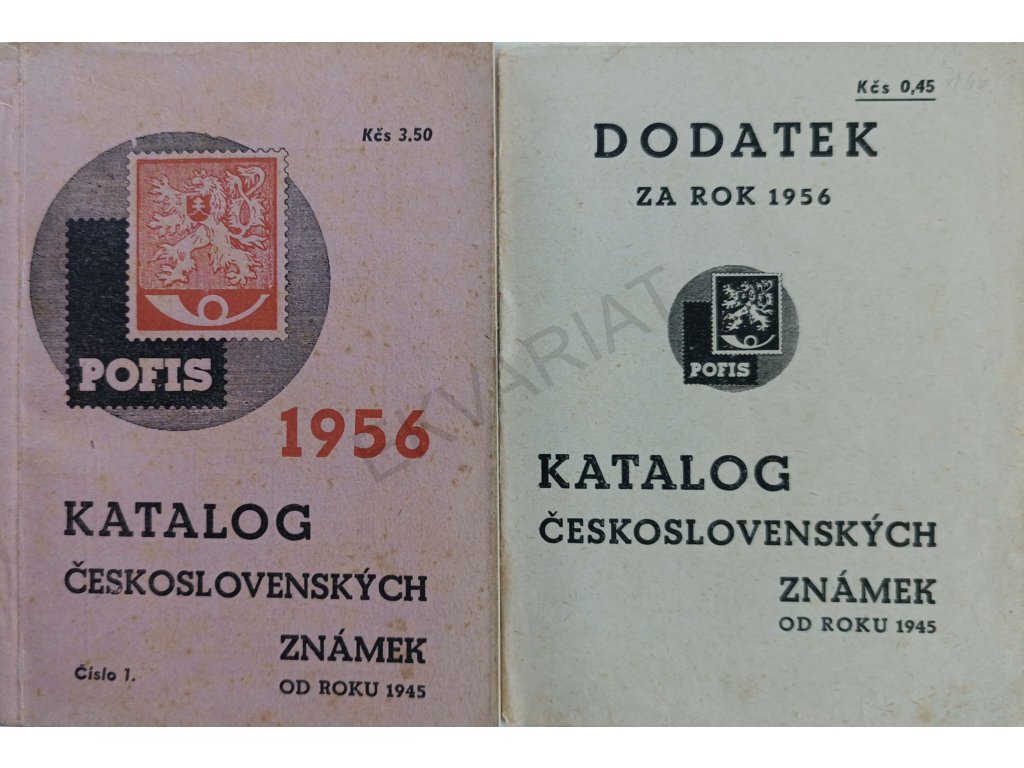 Kčs 3.50
POFIS
1956
KATALOG
ČESKOSLOVENSKÝCH
ZNÁMEK
OD ROKU 1945
Číslo 1.
Kčs 0,45
DODATEK
ZA ROK 1956
POFIS
KATALOG
ČESKOSLOVENSKÝCH
ZNÁMEK
OD ROKU 1945